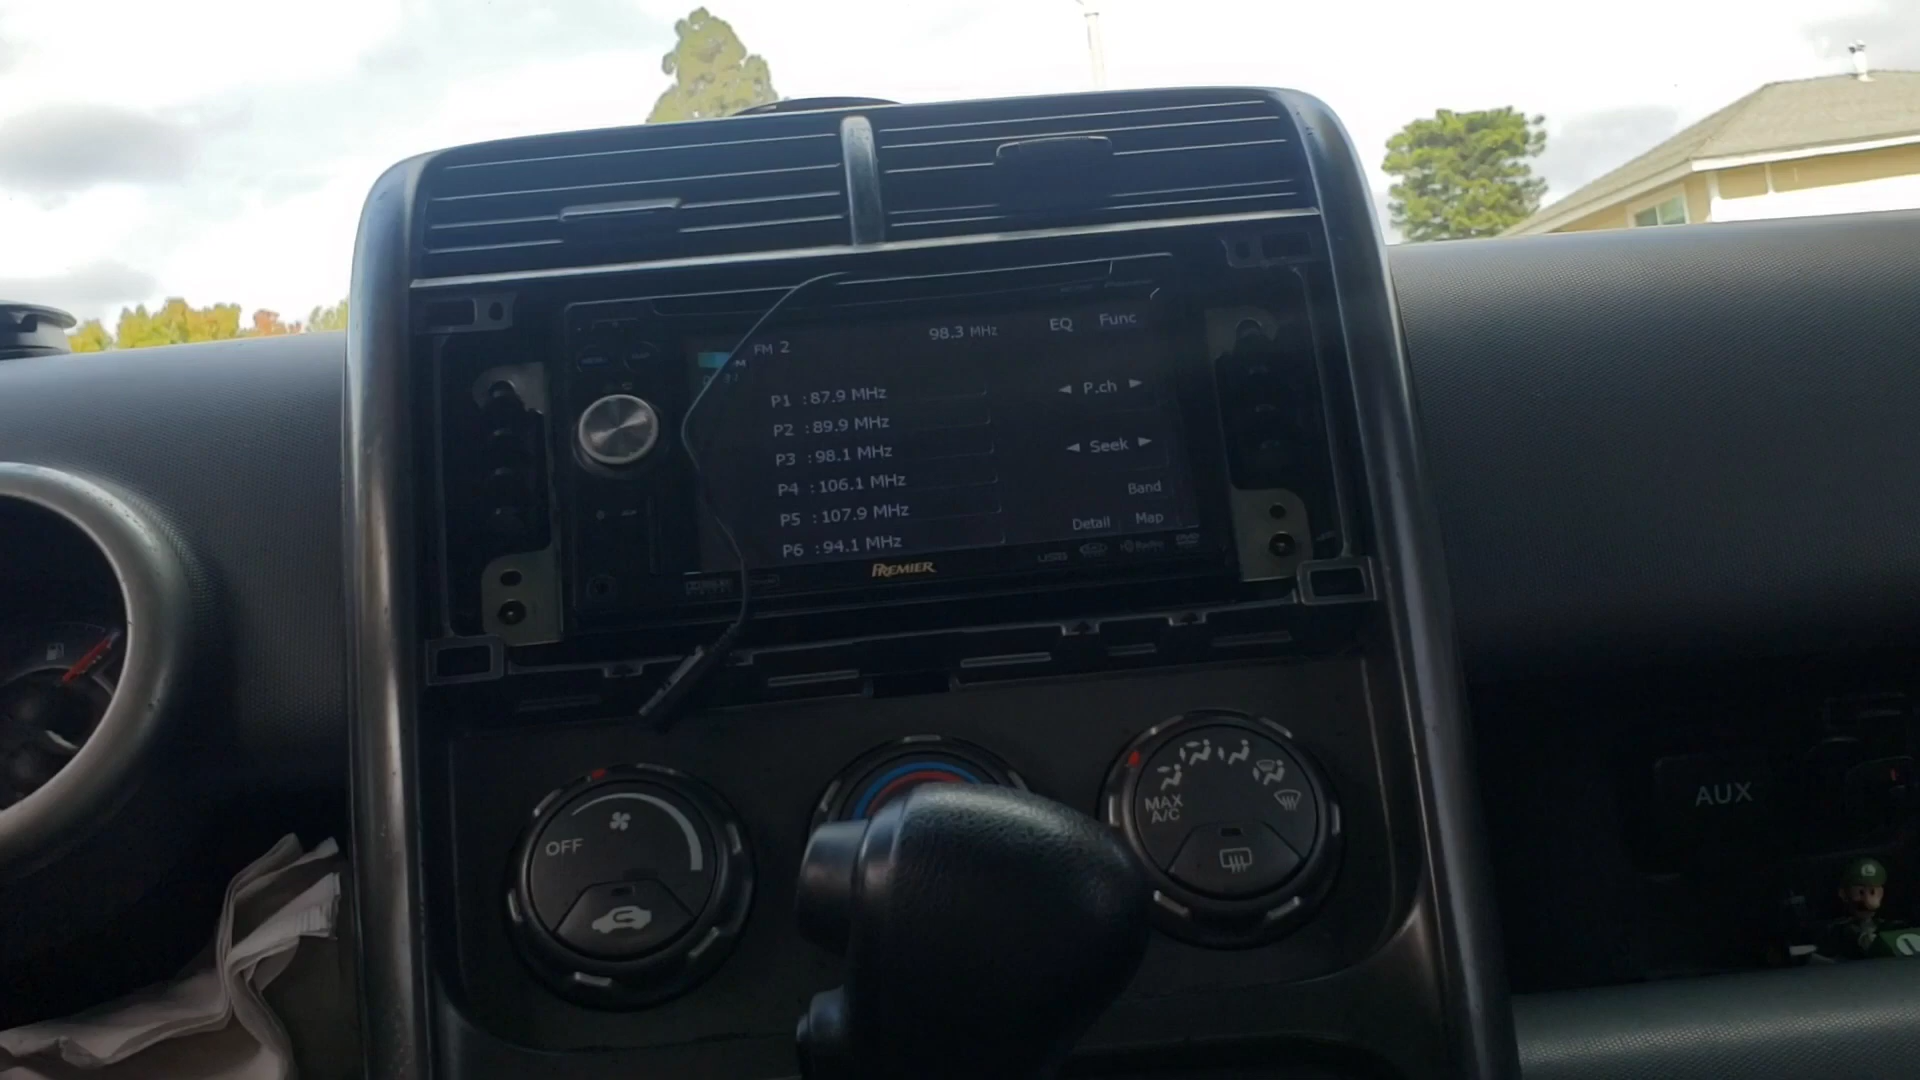 98.3 MHz
EQ
Func
FM 2
P1 :87.9 MHz
P.ch
P2 :89.9 MHz
P3 :98.1 MHz
Seek
P4 :106.1 MHz
Band
P5 :107.9 MHz
Detail
Map
P6 :94.1 MHz
PREMIER
USB
MAX
A/C
OFF
AUX
L
L